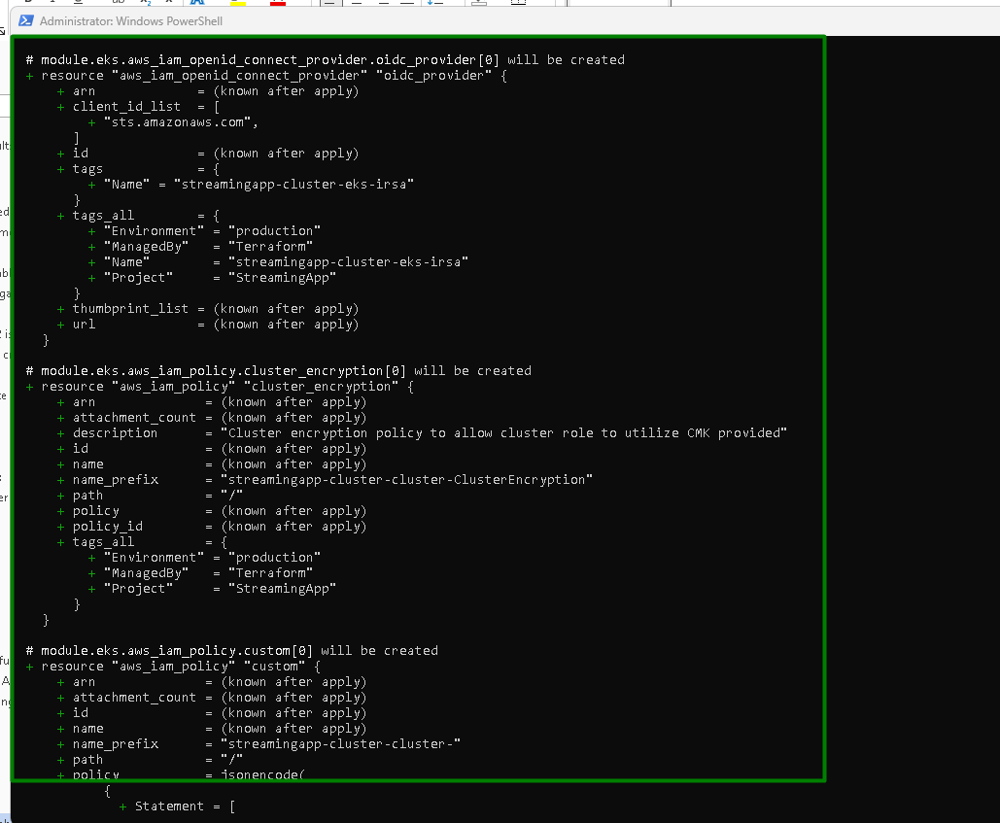 Administrator: Windows PowerShell
# module.eks.aws_iam_openid_connect_provider.oidc_provider[0] will be created
+ resource "aws_iam_openid_connect_provider" "oidc_provider" {
+ arn = (known after apply)
+ client_id_list = [
+ "sts.amazonaws.com",
]
+ id = (known after apply)
+ tags = {
+ "Name" = "streamingapp-cluster-eks-irsa"
}
+ tags_all = {
+ "Environment" = "production"
+ "ManagedBy" = "Terraform"
+ "Name" = "streamingapp-cluster-eks-irsa"
+ "Project" = "StreamingApp"
}
+ thumbprint_list = (known after apply)
+ url = (known after apply)
}
# module.eks.aws_iam_policy.cluster_encryption[0] will be created
+ resource "aws_iam_policy" "cluster_encryption" {
+ arn = (known after apply)
+ attachment_count = (known after apply)
+ description = "Cluster encryption policy to allow cluster role to utilize CMK provided"
+ id = (known after apply)
+ name = (known after apply)
+ name_prefix = "streamingapp-cluster-cluster-ClusterEncryption"
+ path = "/"
+ policy = (known after apply)
+ policy_id = (known after apply)
+ tags_all = {
+ "Environment" = "production"
+ "ManagedBy" = "Terraform"
+ "Project" = "StreamingApp"
}
}
# module.eks.aws_iam_policy.custom[0] will be created
+ resource "aws_iam_policy" "custom" {
+ arn = (known after apply)
+ attachment_count = (known after apply)
+ id = (known after apply)
+ name = (known after apply)
+ name_prefix = "streamingapp-cluster-cluster-"
+ path = "/"
+ policy = jsonencode(
{
+ Statement = [